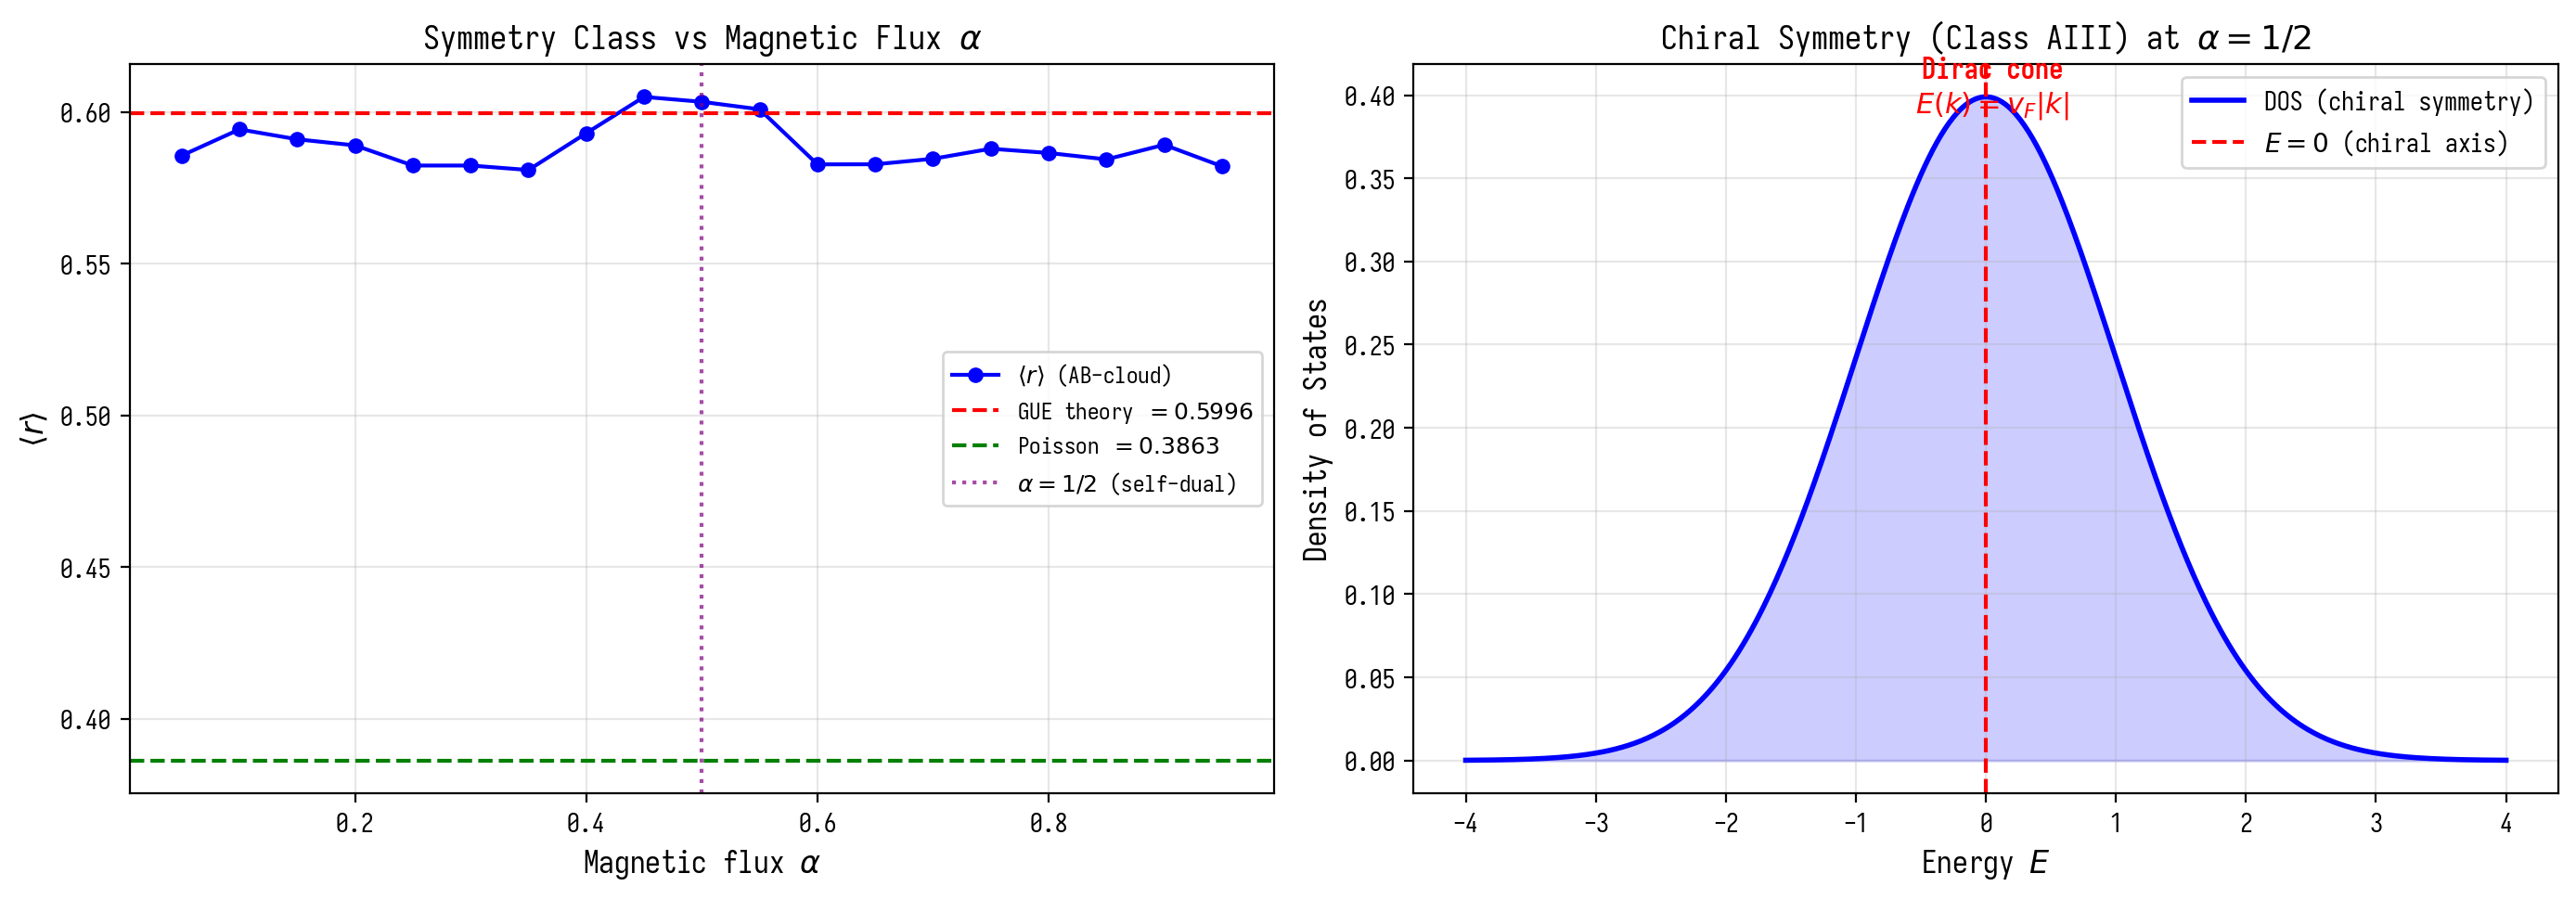 Symmetry Class vs Magnetic Flux α
⟨r⟩
0.60
0.55
0.50
0.45
0.40
0.2
0.4
0.6
0.8
Magnetic flux α
⟨r⟩ (AB-cloud)
GUE theory = 0.5996
Poisson = 0.3863
α = 1/2 (self-dual)
Chiral Symmetry (Class AIII) at α = 1/2
Density of States
0.40
0.35
0.30
0.25
0.20
0.15
0.10
0.05
0.00
−4
−3
−2
−1
0
1
2
3
4
Energy E
Dirac cone
E(k) = v_F|k|
DOS (chiral symmetry)
E = 0 (chiral axis)